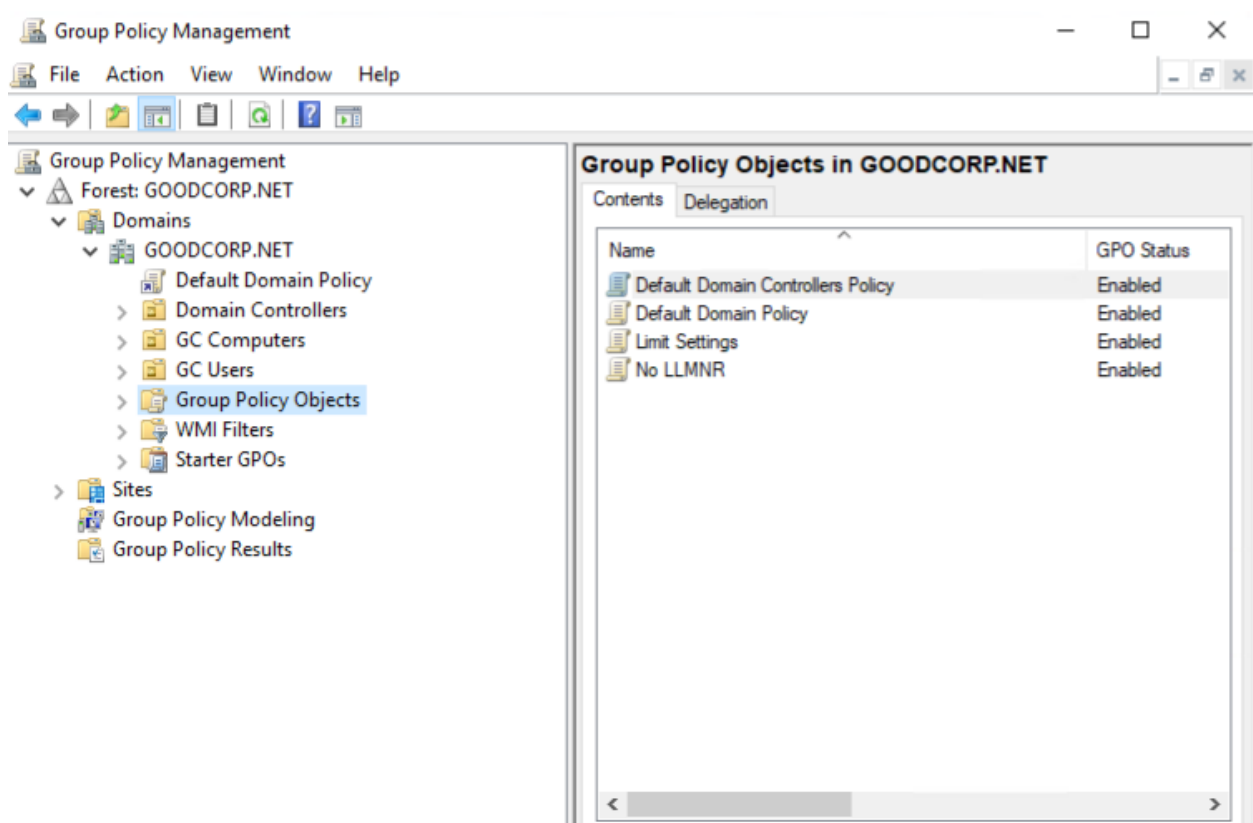 Group Policy Management
File Action View Window Help
Group Policy Management
Forest: GOODCORP.NET
Domains
GOODCORP.NET
Default Domain Policy
Domain Controllers
GC Computers
GC Users
Group Policy Objects
WMI Filters
Starter GPOs
Sites
Group Policy Modeling
Group Policy Results
Group Policy Objects in GOODCORP.NET
Contents Delegation
Name GPO Status
Default Domain Controllers Policy Enabled
Default Domain Policy Enabled
Limit Settings Enabled
No LLMNR Enabled